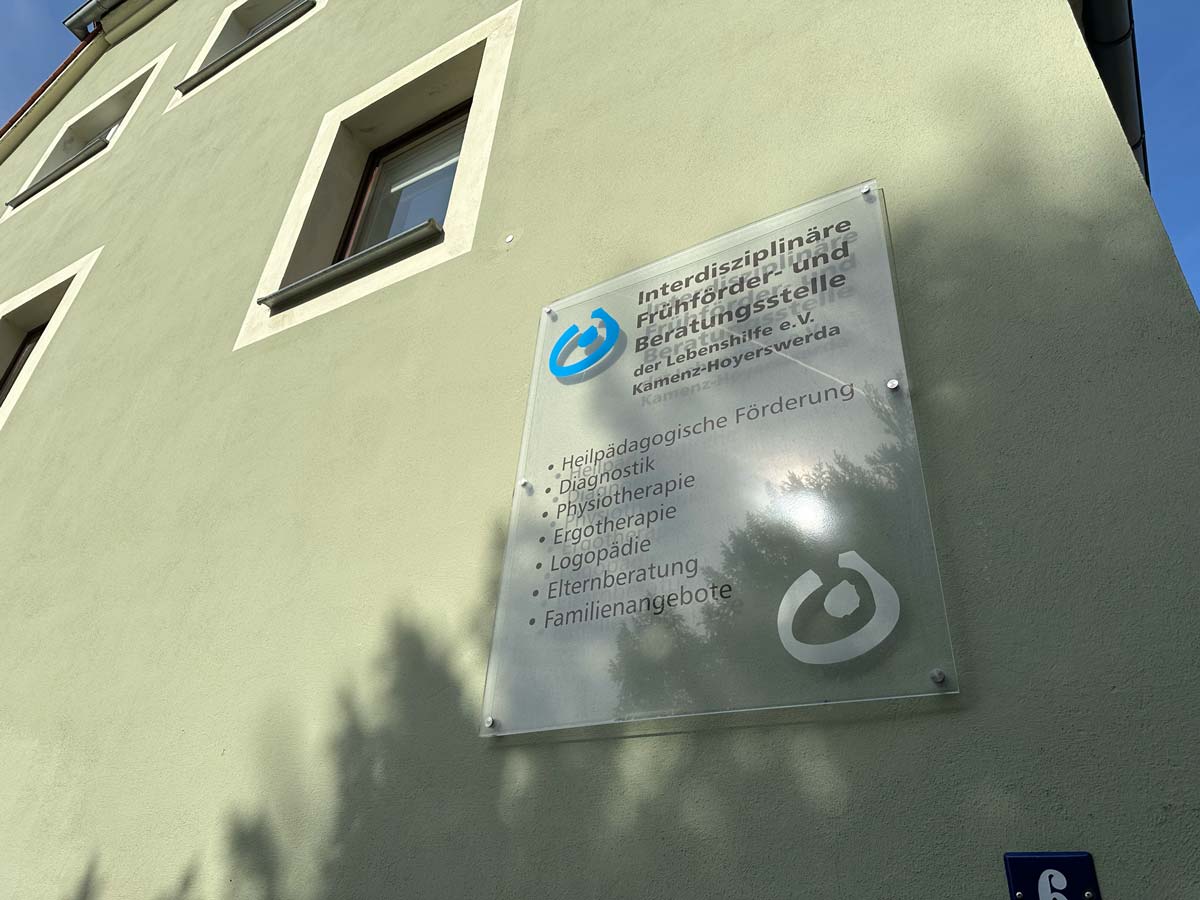 Interdisziplinäre
Frühförder- und
Beratungsstelle
der Lebenshilfe e.V.
Kamenz-Hoyerswerda
• Heilpädagogische Förderung
• Diagnostik
• Physiotherapie
• Ergotherapie
• Logopädie
• Elternberatung
• Familienangebote